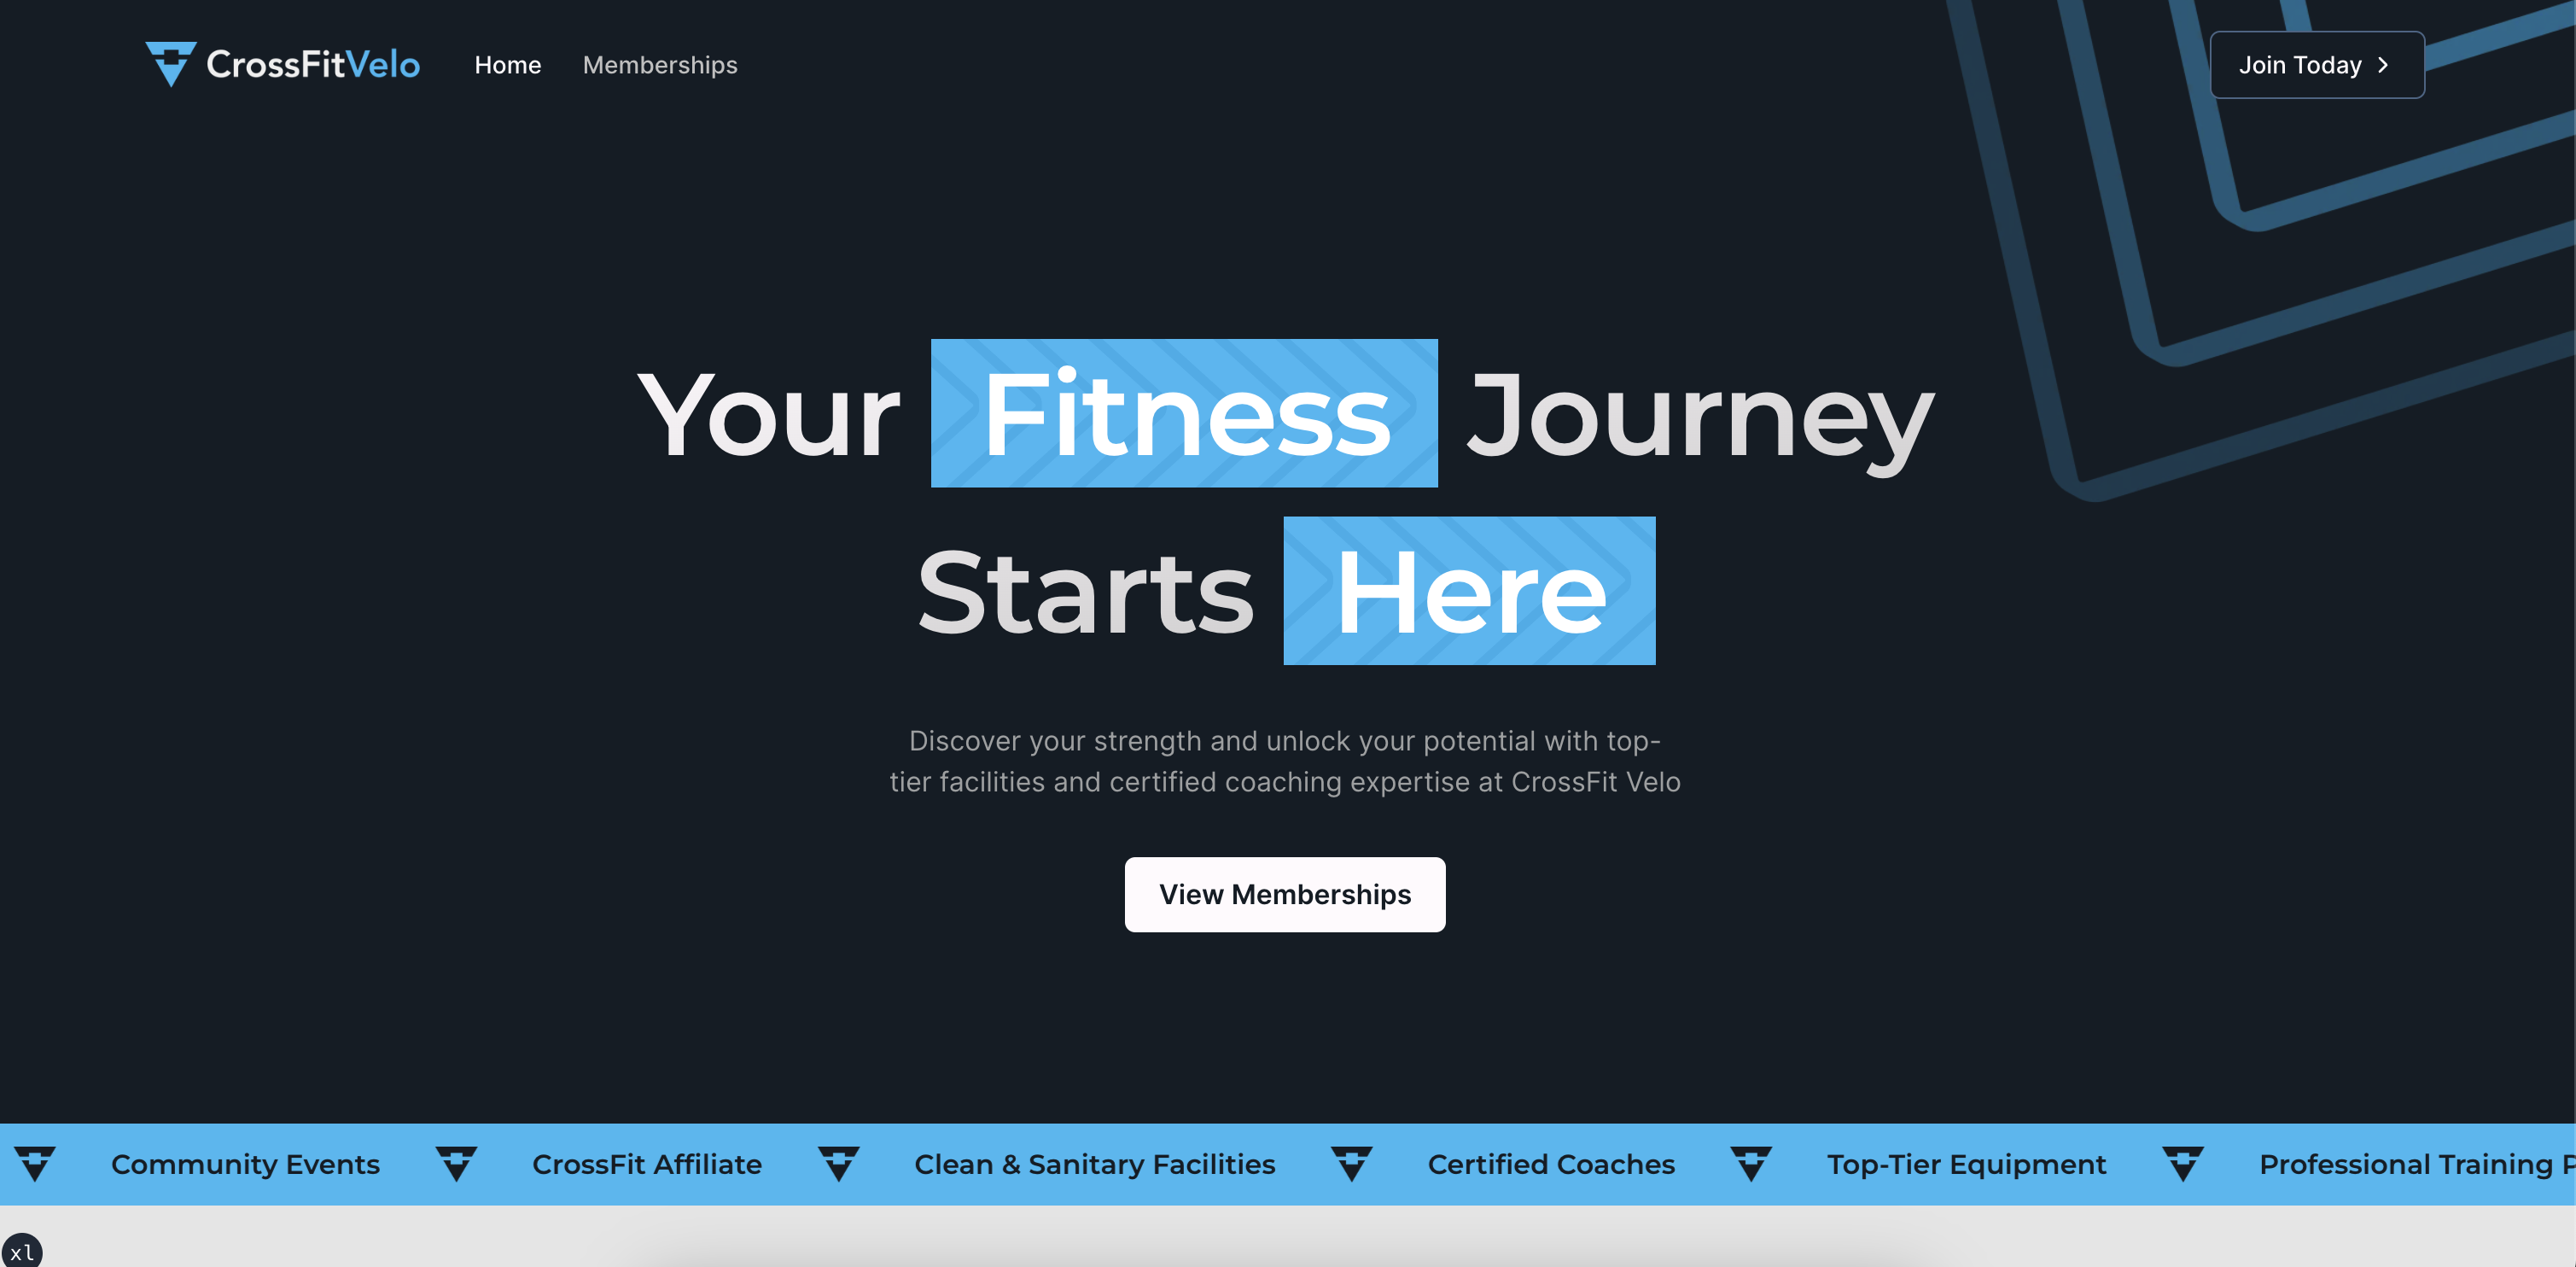 CrossFitVelo Home Memberships Join Today
Your Fitness Journey
Starts Here
Discover your strength and unlock your potential with top-
tier facilities and certified coaching expertise at CrossFit Velo
View Memberships
Community Events CrossFit Affiliate Clean & Sanitary Facilities Certified Coaches Top-Tier Equipment Professional Training
xl